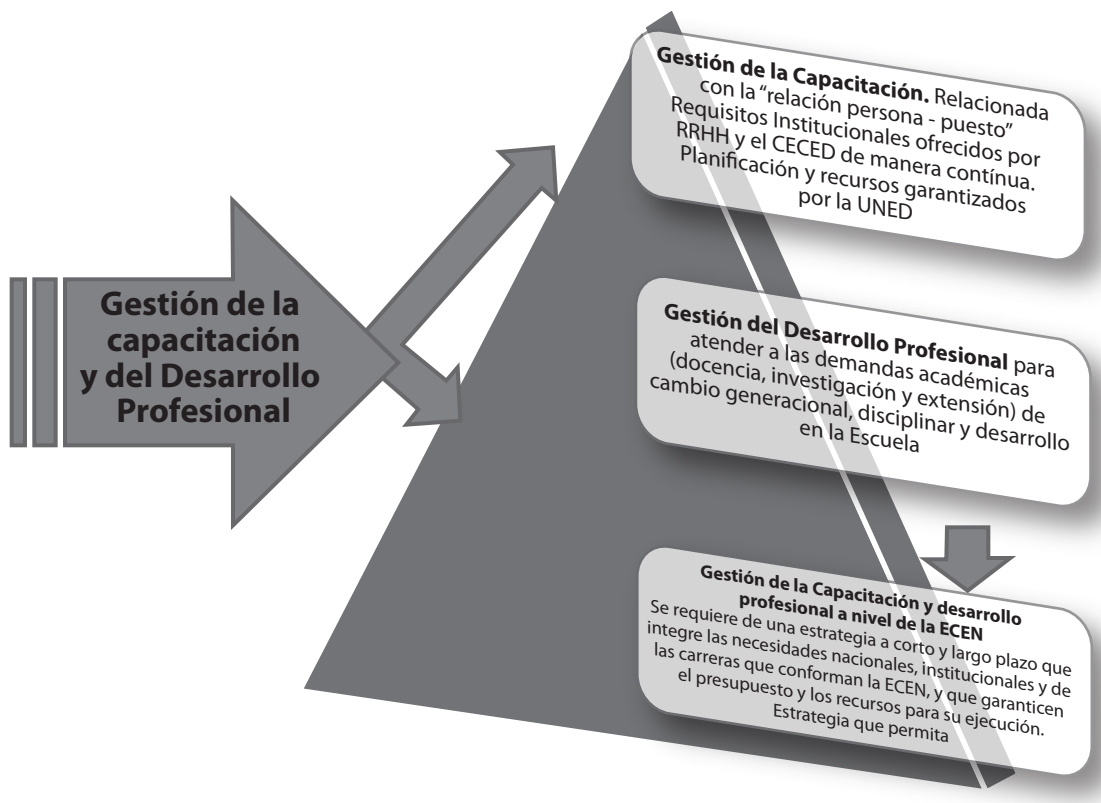 Gestión de la
capacitación
y del Desarrollo
Profesional
Gestión de la Capacitación. Relacionada
con la “relación persona - puesto”
Requisitos Institucionales ofrecidos por
RRHH y el CECED de manera contínua.
Planificación y recursos garantizados
por la UNED
Gestión del Desarrollo Profesional para
atender a las demandas académicas
(docencia, investigación y extensión) de
cambio generacional, disciplinar y desarrollo
en la Escuela
Gestión de la Capacitación y desarrollo
profesional a nivel de la ECEN
Se requiere de una estrategia a corto y largo plazo que
integre las necesidades nacionales, institucionales y de
las carreras que conforman la ECEN, y que garanticen
el presupuesto y los recursos para su ejecución.
Estrategia que permita